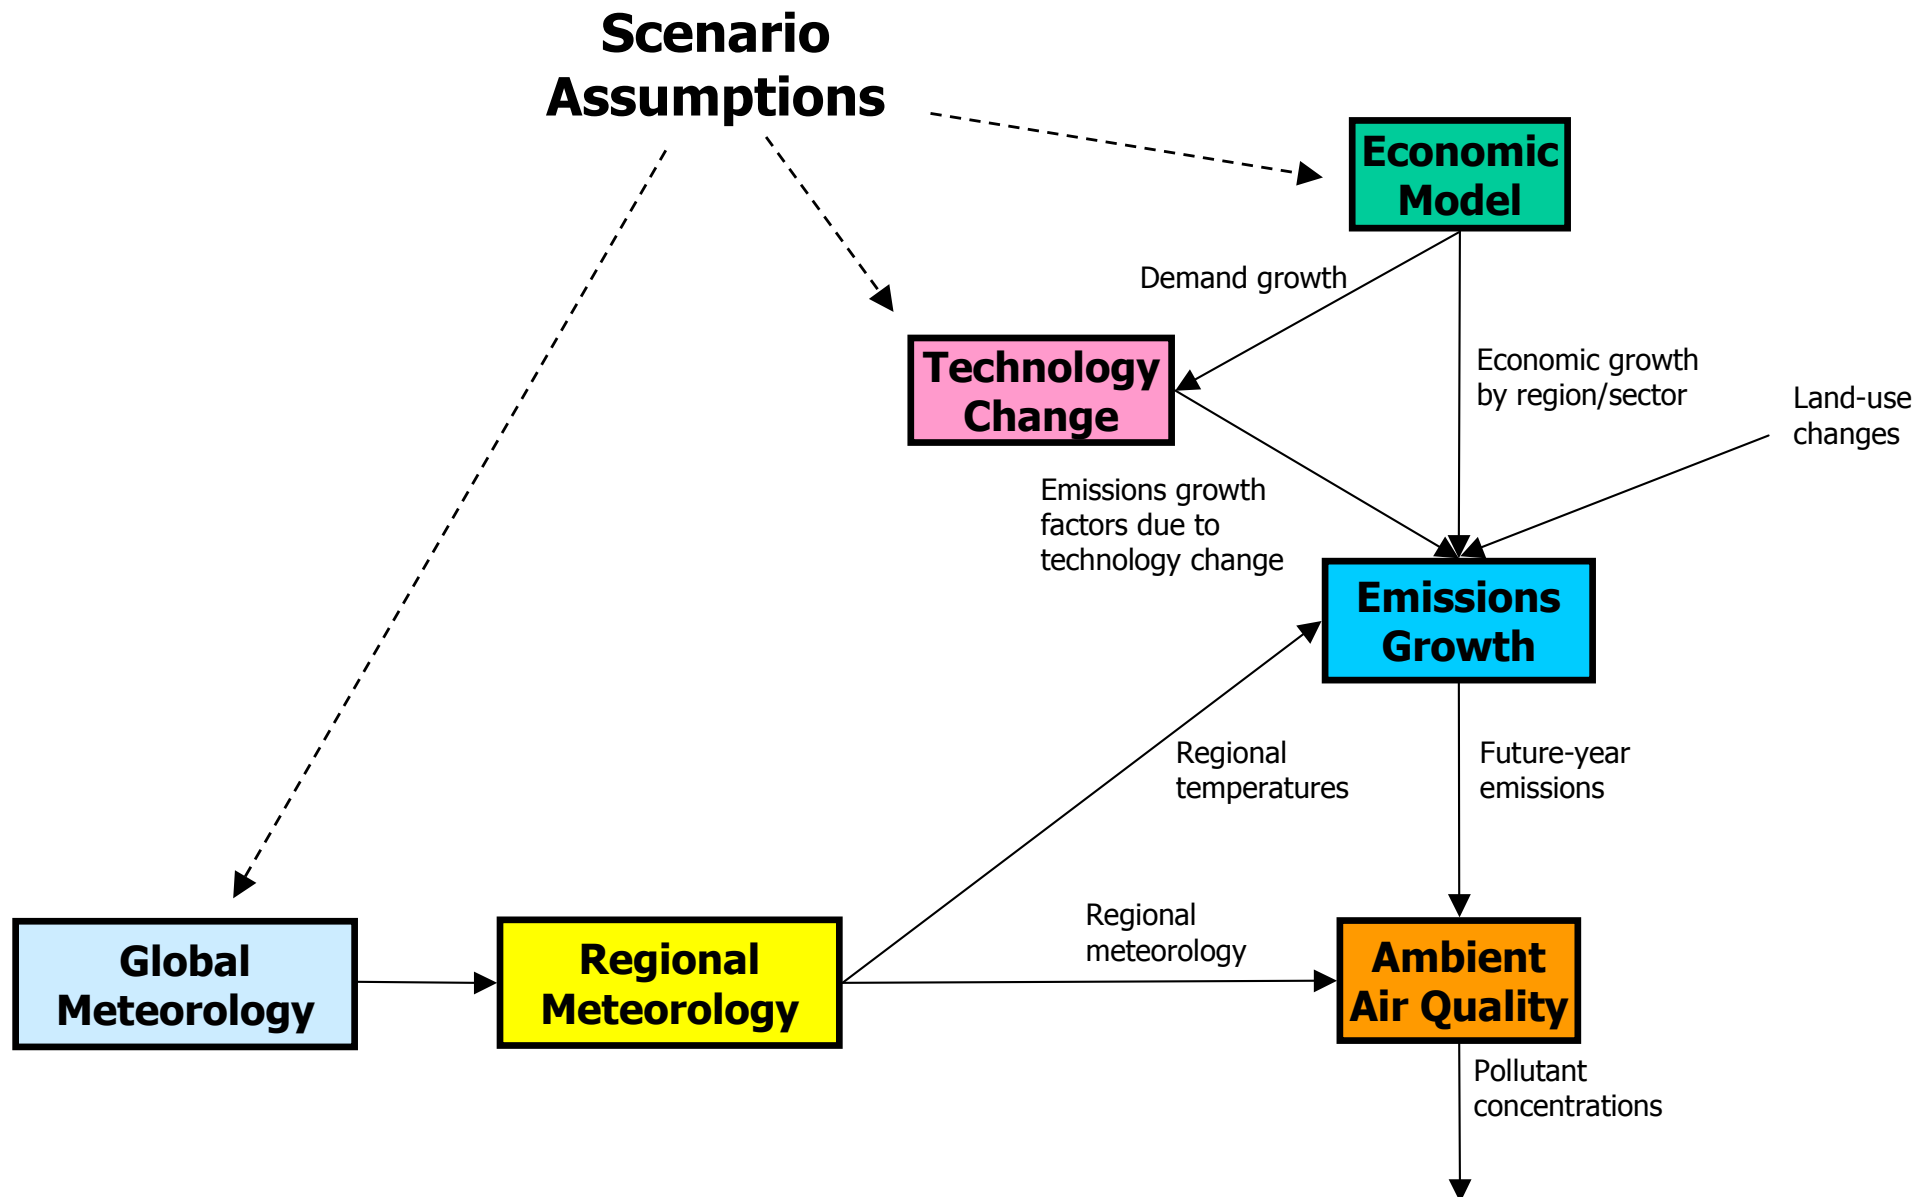 Scenario
Assumptions
Economic
Model
Demand growth
Technology
Change
Economic growth
by region/sector
Land-use
changes
Emissions growth
factors due to
technology change
Emissions
Growth
Regional
temperatures
Future-year
emissions
Global
Meteorology
Regional
Meteorology
Regional
meteorology
Ambient
Air Quality
Pollutant
concentrations